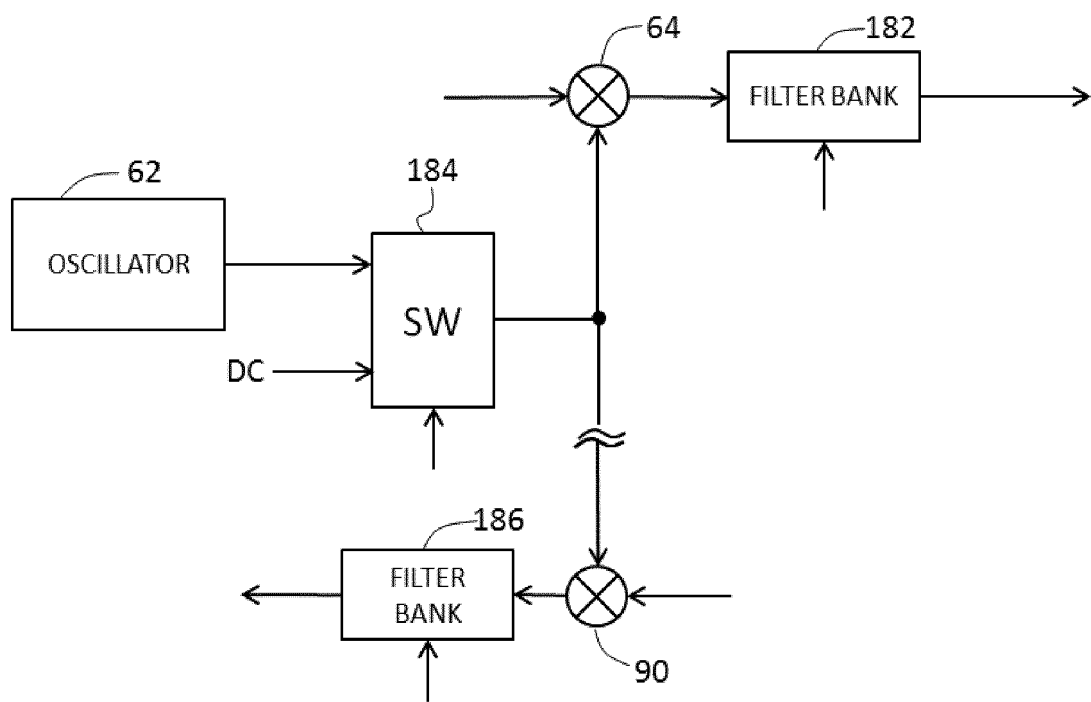 64
182
FILTER BANK
62
184
OSCILLATOR
SW
DC
186
FILTER
BANK
90